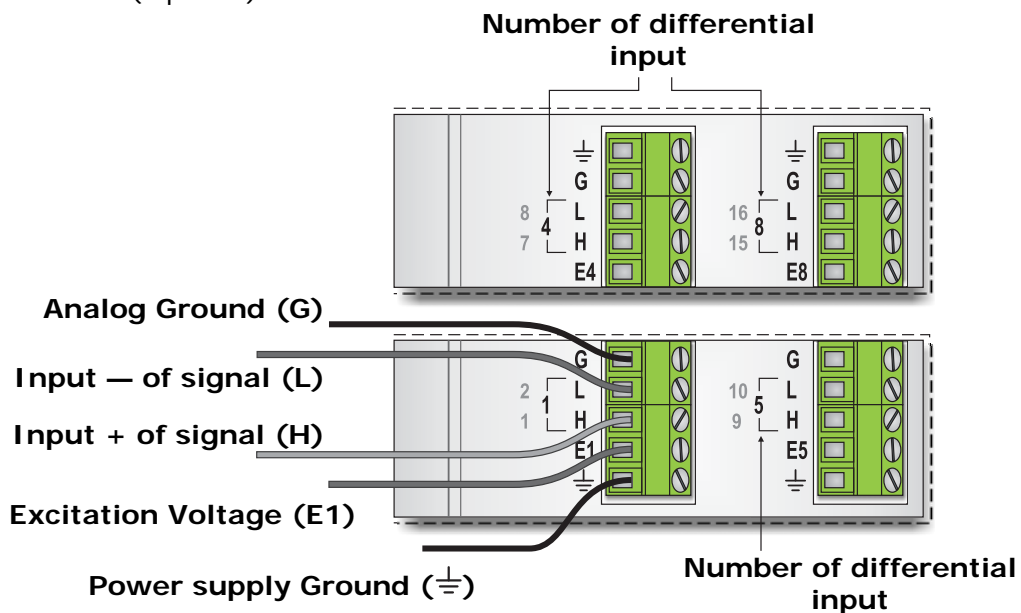 Number of differential
input
G
8 4 L
7 H
E4
G
16 8 L
15 H
E8
Analog Ground (G)
Input — of signal (L)
Input + of signal (H)
Excitation Voltage (E1)
Power supply Ground (⏚)
G
2 1 L
1 H
E1
G
10 5 L
9 H
E5
Number of differential
input